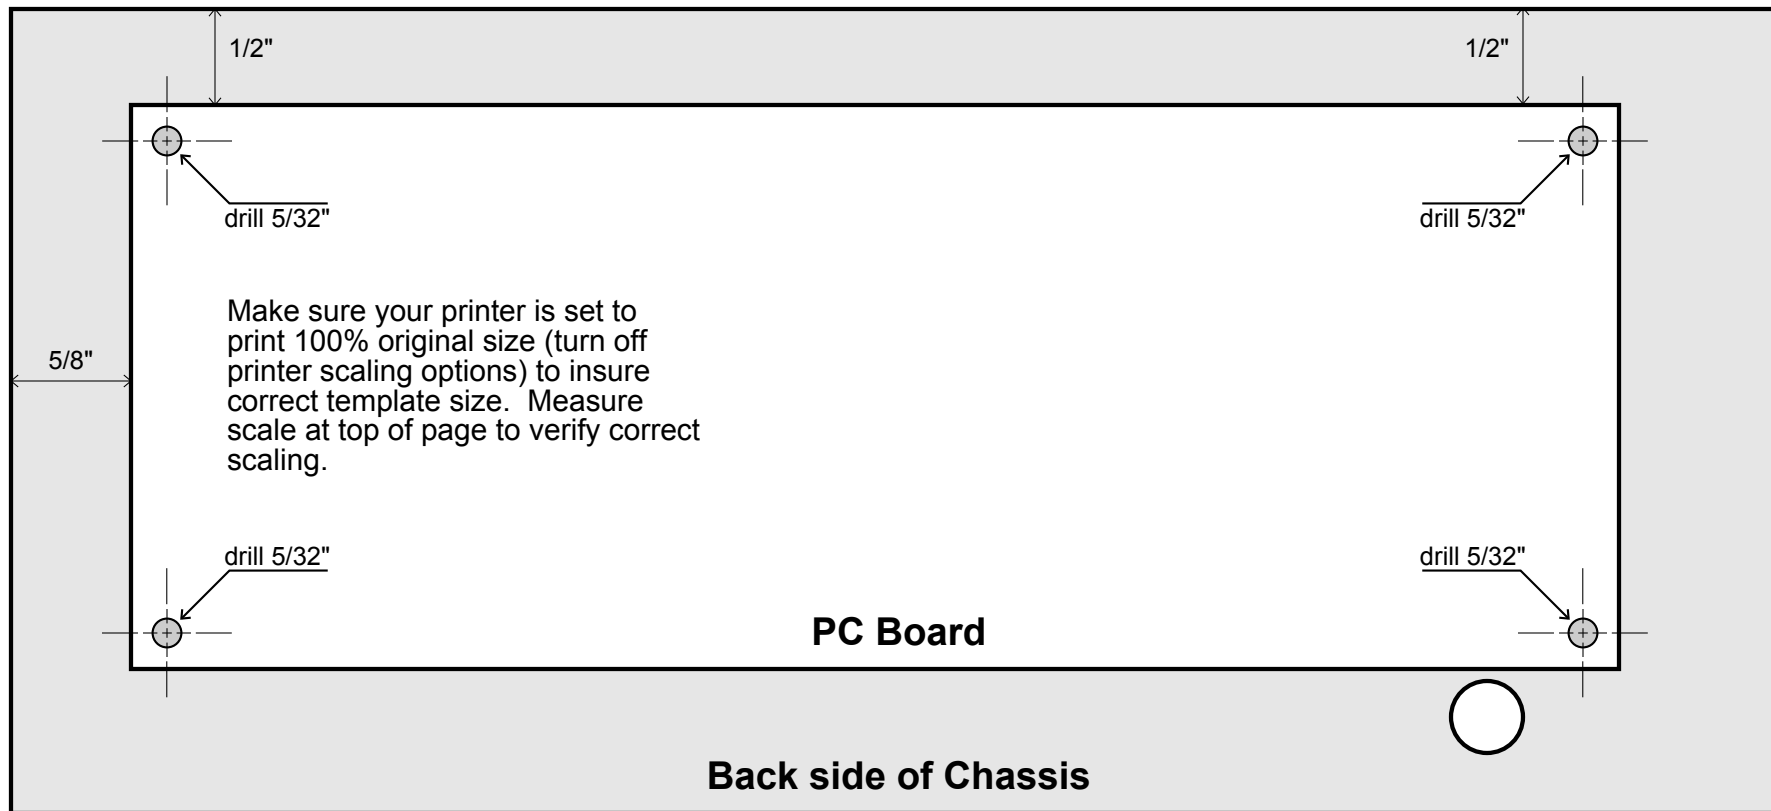 1/2"
1/2"
drill 5/32"
drill 5/32"
Make sure your printer is set to
print 100% original size (turn off
printer scaling options) to insure
correct template size.  Measure
scale at top of page to verify correct
scaling.
5/8"
drill 5/32"
drill 5/32"
PC Board
Back side of Chassis